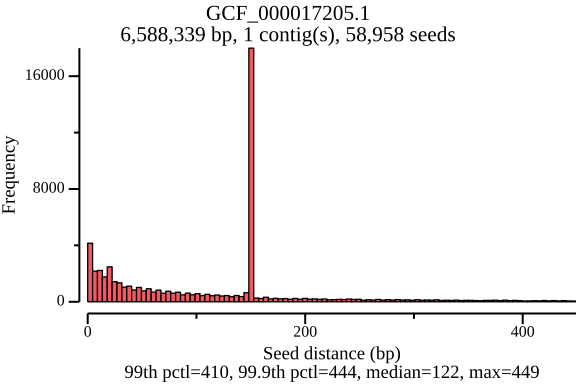 GCF_000017205.1
6,588,339 bp, 1 contig(s), 58,958 seeds
16000
8000
0
Frequency
0 200 400
Seed distance (bp)
99th pctl=410, 99.9th pctl=444, median=122, max=449